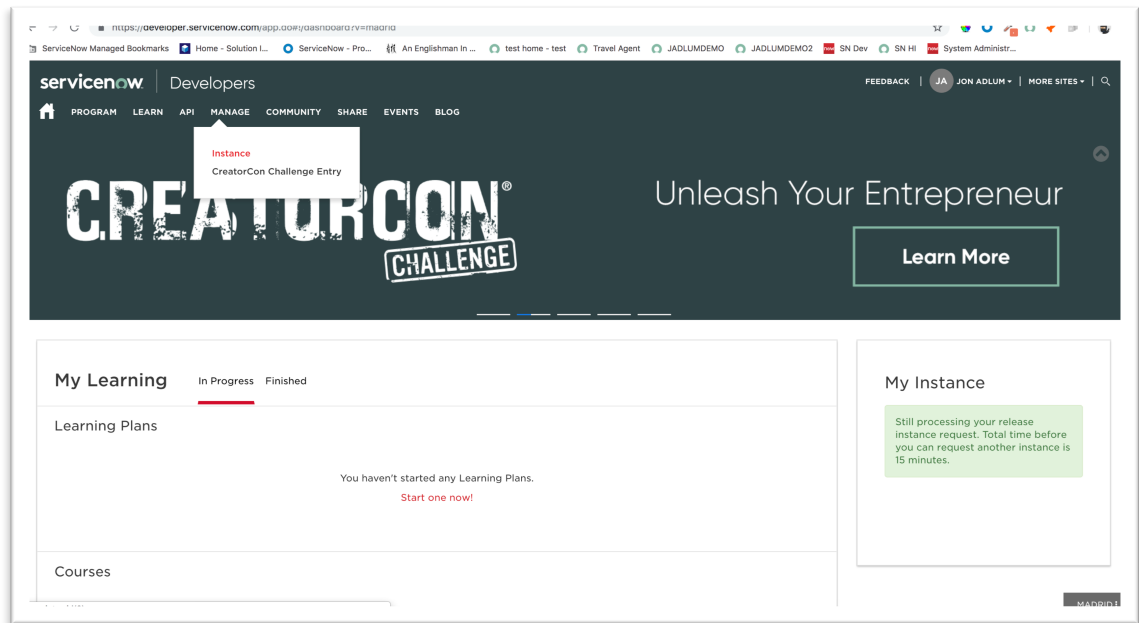 https://developer.servicenow.com/app.do#!/dashboard?v=madrid
ServiceNow Managed Bookmarks Home - Solution I... ServiceNow - Pro... An Englishman In ... test home - test Travel Agent JADLUMDEMO JADLUMDEMO2 SN Dev SN HI System Administr...
servicenow Developers
FEEDBACK | JA JON ADLUM | MORE SITES |
PROGRAM LEARN API MANAGE COMMUNITY SHARE EVENTS BLOG
Instance
CreatorCon Challenge Entry
CREATORCON®
CHALLENGE
Unleash Your Entrepreneur
Learn More
My Learning In Progress Finished
Learning Plans
You haven't started any Learning Plans.
Start one now!
Courses
My Instance
Still processing your release
instance request. Total time before
you can request another instance is
15 minutes.
MADRID